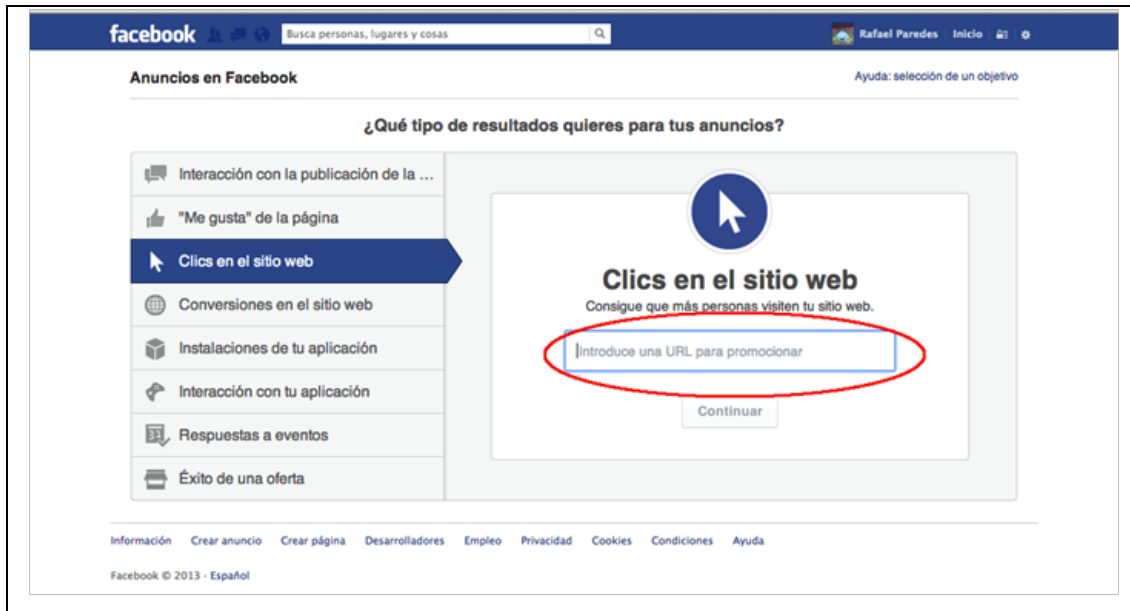 facebook Busca personas, lugares y cosas Rafael Paredes Inicio
Anuncios en Facebook Ayuda: selección de un objetivo
¿Qué tipo de resultados quieres para tus anuncios?
Interacción con la publicación de la ...
"Me gusta" de la página
Clics en el sitio web
Conversiones en el sitio web
Instalaciones de tu aplicación
Interacción con tu aplicación
31 Respuestas a eventos
Éxito de una oferta
Clics en el sitio web
Consigue que más personas visiten tu sitio web.
Introduce una URL para promocionar
Continuar
Información Crear anuncio Crear página Desarrolladores Empleo Privacidad Cookies Condiciones Ayuda
Facebook © 2013 · Español